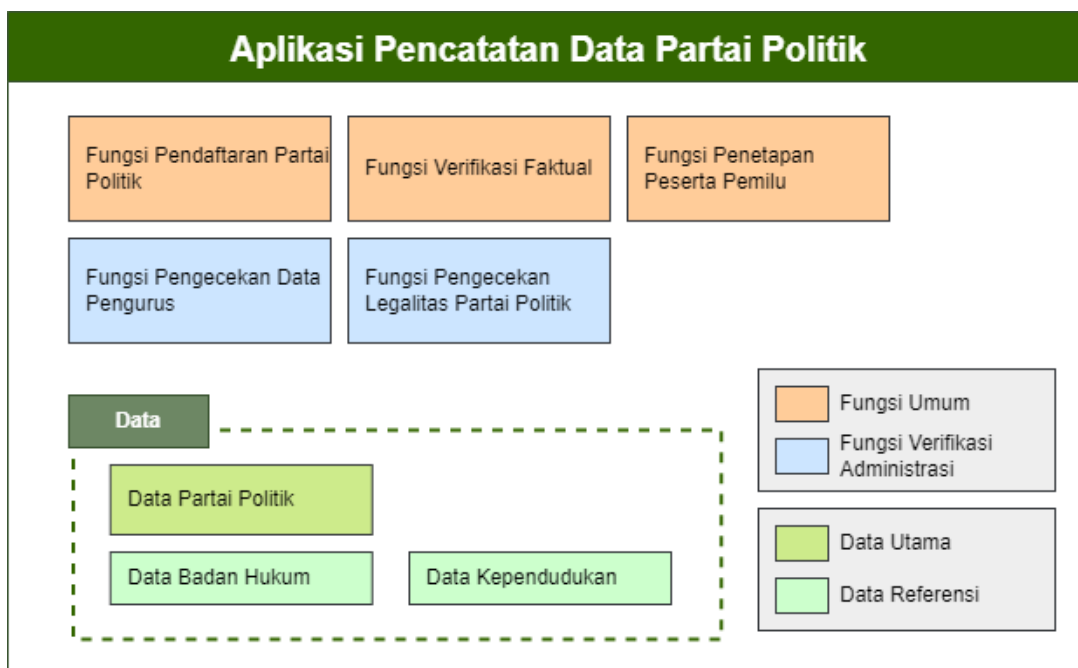 Aplikasi Pencatatan Data Partai Politik
Fungsi Pendaftaran Partai
Politik
Fungsi Verifikasi Faktual
Fungsi Penetapan
Peserta Pemilu
Fungsi Pengecekan Data
Pengurus
Fungsi Pengecekan
Legalitas Partai Politik
Data
Data Partai Politik
Data Badan Hukum
Data Kependudukan
Fungsi Umum
Fungsi Verifikasi
Administrasi
Data Utama
Data Referensi